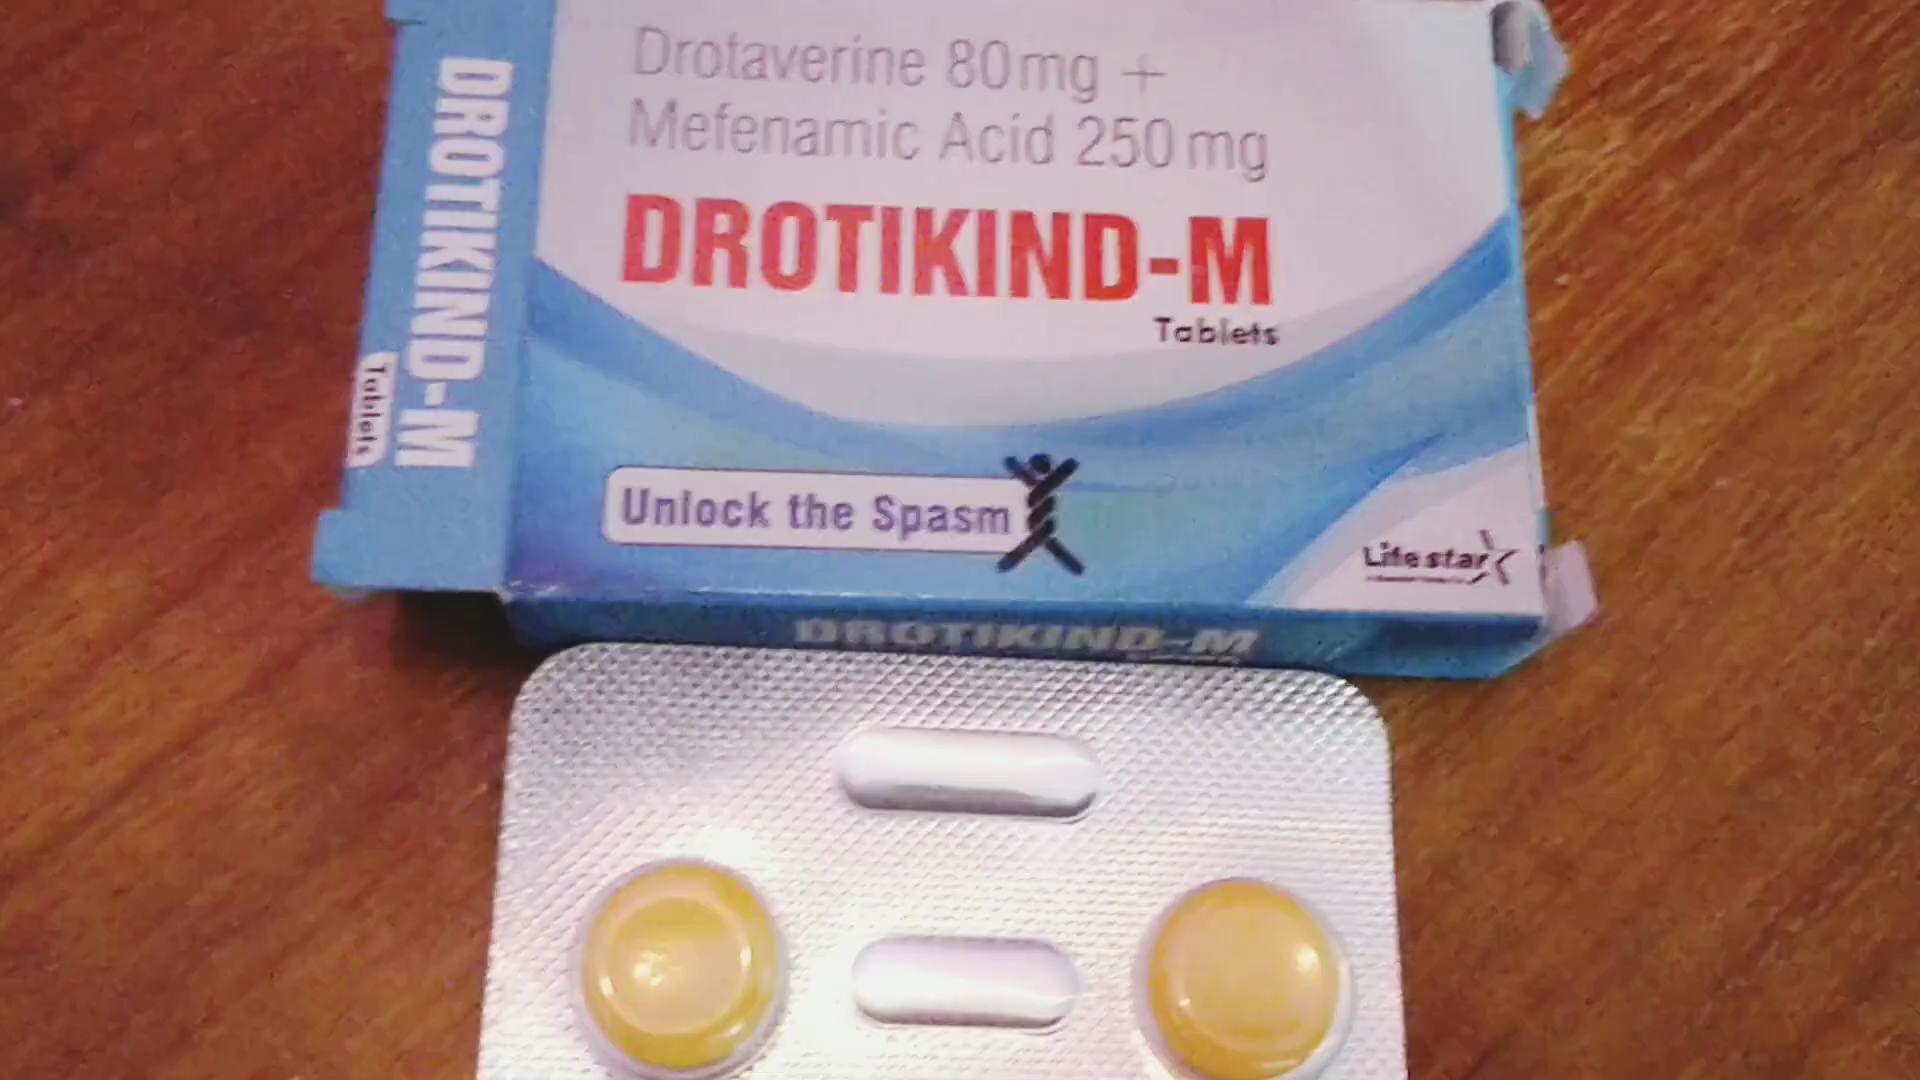 Drotaverine 80mg +
Mefenamic Acid 250mg
DROTIKIND-M
Tablets
Unlock the Spasm
Lifestar
DROTIKIND-M
Tablets
DROTIKIND-M